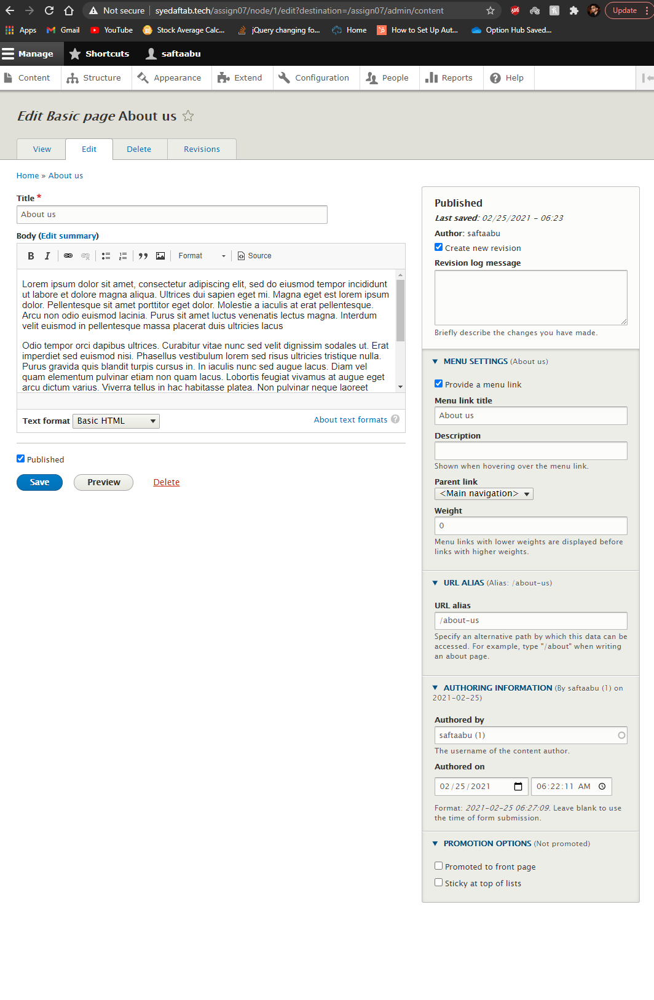 Not secure syedaftab.tech/assign07/node/1/edit?destination=/assign07/admin/content Update
Apps Gmail YouTube Stock Average Calc... jQuery changing fo... Home How to Set Up Aut... Option Hub Saved...
Manage Shortcuts saftaabu
Content Structure Appearance Extend Configuration People Reports Help
Edit Basic page About us
View Edit Delete Revisions
Home » About us
Title *
About us
Body (Edit summary)
B I Format Source
Lorem ipsum dolor sit amet, consectetur adipiscing elit, sed do eiusmod tempor incididunt
ut labore et dolore magna aliqua. Ultrices dui sapien eget mi. Magna eget est lorem ipsum
dolor. Pellentesque sit amet porttitor eget dolor. Molestie a iaculis at erat pellentesque.
Arcu non odio euismod lacinia. Purus sit amet luctus venenatis lectus magna. Interdum
velit euismod in pellentesque massa placerat duis ultricies lacus
Odio tempor orci dapibus ultrices. Curabitur vitae nunc sed velit dignissim sodales ut. Erat
imperdiet sed euismod nisi. Phasellus vestibulum lorem sed risus ultricies tristique nulla.
Purus gravida quis blandit turpis cursus in. In iaculis nunc sed augue lacus. Diam vel
quam elementum pulvinar etiam non quam lacus. Lobortis feugiat vivamus at augue eget
arcu dictum varius. Viverra tellus in hac habitasse platea. Non pulvinar neque laoreet
Text format Basic HTML About text formats ?
Published
Save Preview Delete
Published
Last saved: 02/25/2021 - 06:23
Author: saftaabu
Create new revision
Revision log message
Briefly describe the changes you have made.
MENU SETTINGS (About us)
Provide a menu link
Menu link title
About us
Description
Shown when hovering over the menu link.
Parent link
<Main navigation>
Weight
0
Menu links with lower weights are displayed before
links with higher weights.
URL ALIAS (Alias: /about-us)
URL alias
/about-us
Specify an alternative path by which this data can be
accessed. For example, type "/about" when writing
an about page.
AUTHORING INFORMATION (By saftaabu (1) on
2021-02-25)
Authored by
saftaabu (1)
The username of the content author.
Authored on
02/25/2021 06:22:11 AM
Format: 2021-02-25 06:27:09. Leave blank to use
the time of form submission.
PROMOTION OPTIONS (Not promoted)
Promoted to front page
Sticky at top of lists